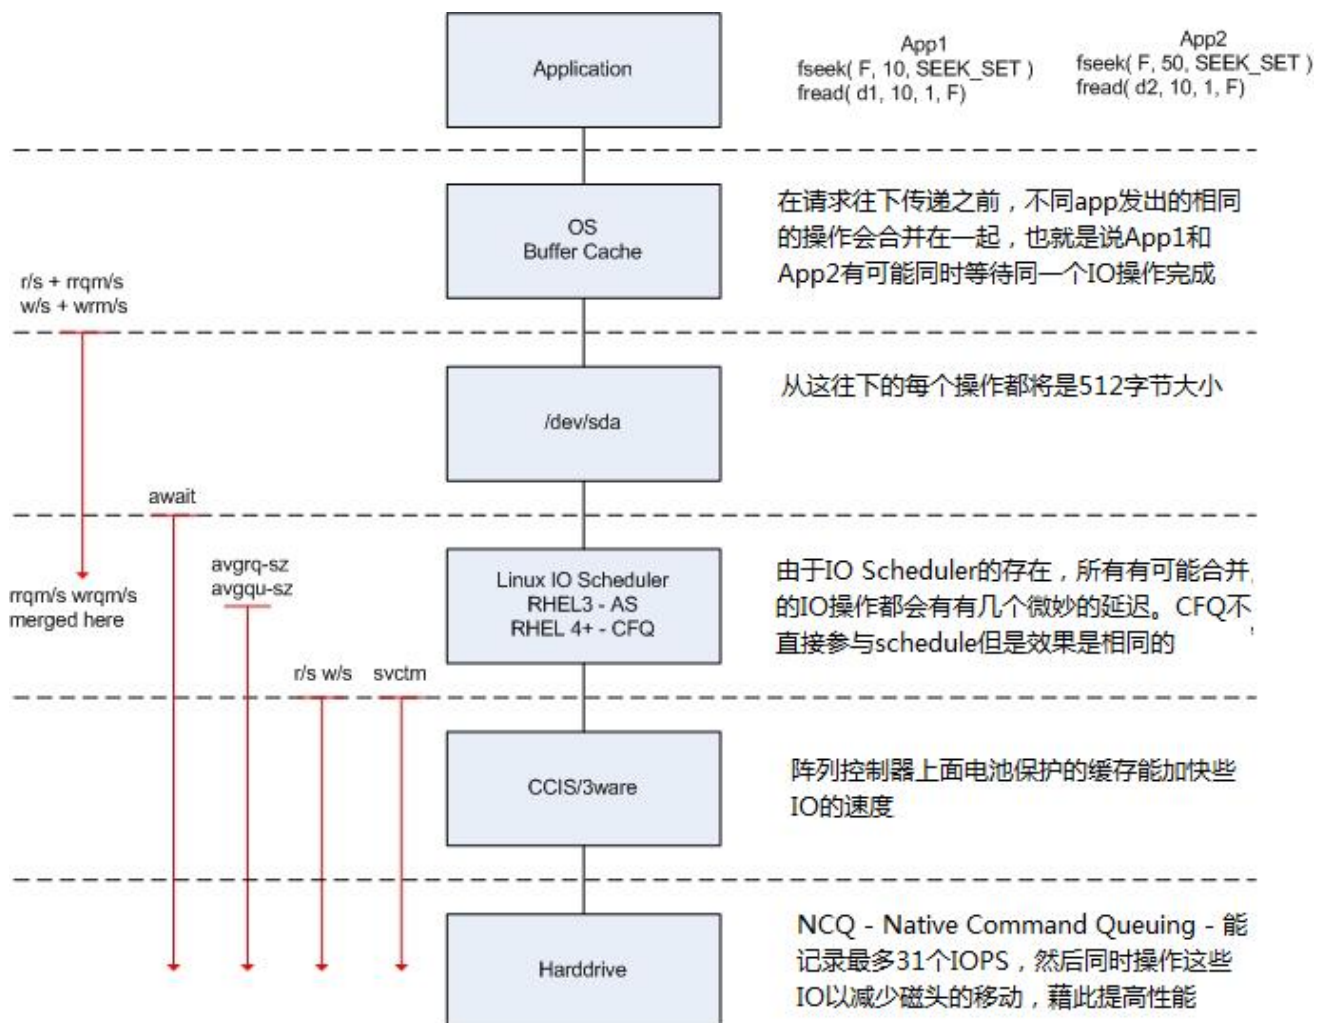 Application
App1
fseek( F, 10, SEEK_SET )
fread( d1, 10, 1, F)
App2
fseek( F, 50, SEEK_SET )
fread( d2, 10, 1, F)
OS
Buffer Cache
在请求往下传递之前，不同app发出的相同
的操作会合并在一起，也就是说App1和
App2有可能同时等待同一个IO操作完成
r/s + rrqm/s
w/s + wrm/s
/dev/sda
从这往下的每个操作都将是512字节大小
await
rrqm/s wrqm/s
merged here
avgrq-sz
avgqu-sz
Linux IO Scheduler
RHEL3 - AS
RHEL 4+ - CFQ
由于IO Scheduler的存在，所有有可能合并
的IO操作都会有有几个微妙的延迟。CFQ不
直接参与schedule但是效果是相同的
r/s w/s
svctm
CCIS/3ware
阵列控制器上面电池保护的缓存能加快些
IO的速度
Harddrive
NCQ - Native Command Queuing - 能
记录最多31个IOPS，然后同时操作这些
IO以减少磁头的移动，藉此提高性能